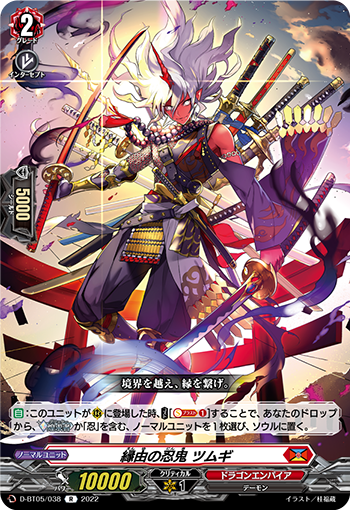 2
グレード
インターセプト
5000
シールド
境界を越え、縁を繋げ。
自:このユニットがRに登場した時、【ソウルブラスト1】することで、あなたのドロップ
から、カード名に「忍」を含む、ノーマルユニットを1枚選び、ソウルに置く。
ノーマルユニット
縁由の忍鬼 ツムギ
パワー 10000
クリティカル
1
ドラゴンエンパイア
デーモン
D-BT05/038 R 2022
イラスト/桂福蔵